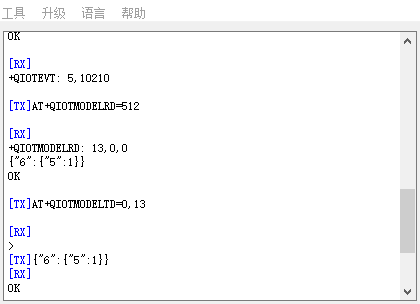 工具 升级 语言 帮助
OK
[RX]
+QIOTEVT: 5,10210
[TX]AT+QIOTMODELRD=512
[RX]
+QIOTMODELRD: 13,0,0
{"6":{"5":1}}
OK
[TX]AT+QIOTMODELTD=0,13
[RX]
>
[TX]{"6":{"5":1}}
[RX]
OK